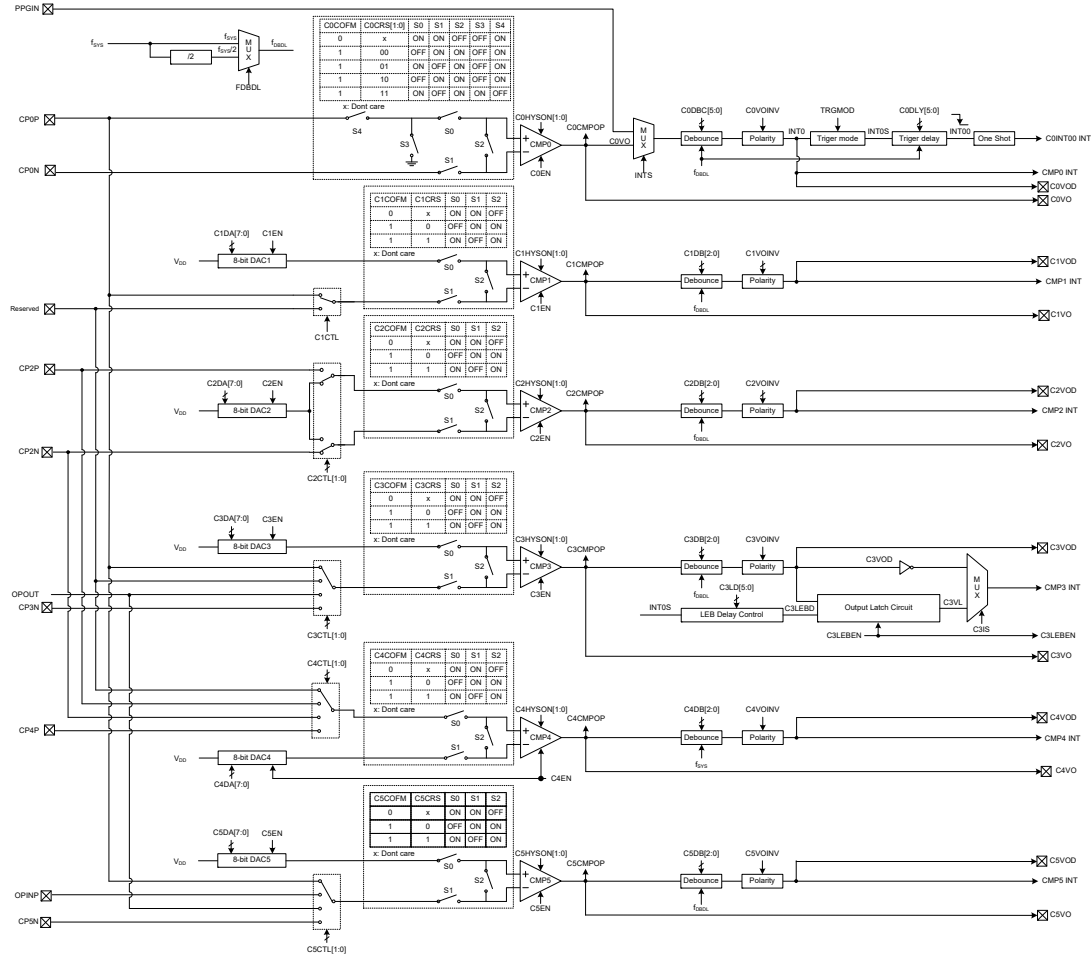 PPGIN
fSYS
fSYS
fSYS/2
/2
MUX
fDBDL
FDBDL
C0COFM C0CRS[1:0] S0 S1 S2 S3 S4
0 x ON ON OFF OFF ON
1 00 OFF ON ON OFF ON
1 01 ON OFF ON OFF ON
1 10 OFF ON ON ON OFF
1 11 ON OFF ON ON OFF
x: Dont care
CP0P
S4
S0
S3
S2
S1
CP0N
C0HYSON[1:0]
CMP0
C0EN
C0CMPOP
C0VO
MUX
INTS
C0DBC[5:0]
Debounce
fDBDL
C0VOINV
Polarity
INT0
TRGMOD
Triger mode
INT0S
C0DLY[5:0]
Triger delay
INT00
One Shot
C0INT00 INT
CMP0 INT
C0VOD
C0VO
C1COFM C1CRS S0 S1 S2
0 x ON ON OFF
1 0 OFF ON ON
1 1 ON OFF ON
x: Dont care
C1DA[7:0] C1EN
VDD
8-bit DAC1
S0
S2
S1
C1HYSON[1:0]
CMP1
C1EN
C1CMPOP
C1DB[2:0]
Debounce
fDBDL
C1VOINV
Polarity
C1VOD
CMP1 INT
C1VO
Reserved
C1CTL
C2COFM C2CRS S0 S1 S2
0 x ON ON OFF
1 0 OFF ON ON
1 1 ON OFF ON
x: Dont care
CP2P
C2DA[7:0] C2EN
VDD
8-bit DAC2
S0
S2
S1
C2HYSON[1:0]
CMP2
C2EN
C2CMPOP
C2DB[2:0]
Debounce
fDBDL
C2VOINV
Polarity
C2VOD
CMP2 INT
C2VO
CP2N
C2CTL[1:0]
C3COFM C3CRS S0 S1 S2
0 x ON ON OFF
1 0 OFF ON ON
1 1 ON OFF ON
x: Dont care
C3DA[7:0] C3EN
VDD
8-bit DAC3
S0
S2
S1
C3HYSON[1:0]
CMP3
C3EN
C3CMPOP
C3DB[2:0]
Debounce
fDBDL
C3VOINV
Polarity
C3VOD
C3VOD
MUX
CMP3 INT
C3LD[5:0]
INT0S
LEB Delay Control
C3LEBD
Output Latch Circuit
C3VL
C3IS
C3LEBEN
C3LEBEN
C3VO
OPOUT
CP3N
C3CTL[1:0]
C4COFM C4CRS S0 S1 S2
0 x ON ON OFF
1 0 OFF ON ON
1 1 ON OFF ON
x: Dont care
C4CTL[1:0]
CP4P
S0
S2
S1
VDD
8-bit DAC4
C4DA[7:0]
C4HYSON[1:0]
CMP4
C4EN
C4CMPOP
C4DB[2:0]
Debounce
fSYS
C4VOINV
Polarity
C4VOD
CMP4 INT
C4VO
C5COFM C5CRS S0 S1 S2
0 x ON ON OFF
1 0 OFF ON ON
1 1 ON OFF ON
x: Dont care
C5DA[7:0] C5EN
VDD
8-bit DAC5
S0
S2
S1
C5HYSON[1:0]
CMP5
C5EN
C5CMPOP
C5DB[2:0]
Debounce
fDBDL
C5VOINV
Polarity
C5VOD
CMP5 INT
C5VO
OPINP
CP5N
C5CTL[1:0]